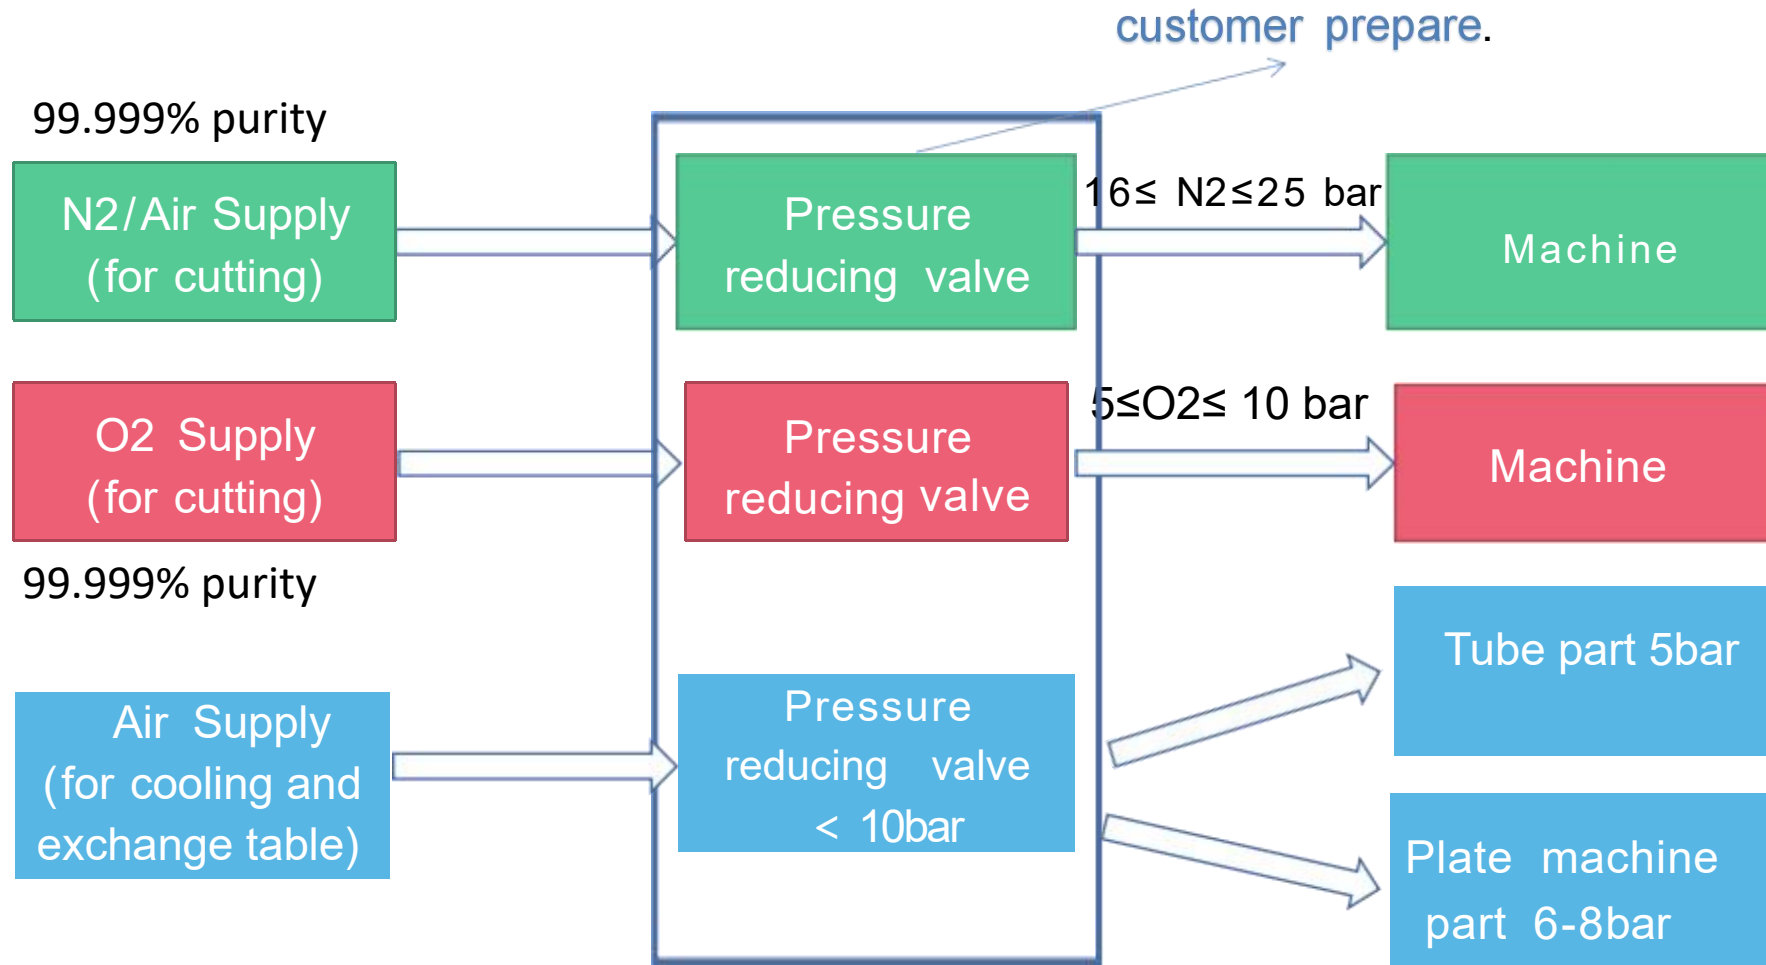 customer prepare.
99.999% purity
N2/Air Supply
(for cutting)
Pressure
reducing valve
16≤ N2≤25 bar
Machine
O2 Supply
(for cutting)
Pressure
reducing valve
5≤O2≤ 10 bar
Machine
99.999% purity
Air Supply
(for cooling and
exchange table)
Pressure
reducing valve
< 10bar
Tube part 5bar
Plate machine
part 6-8bar